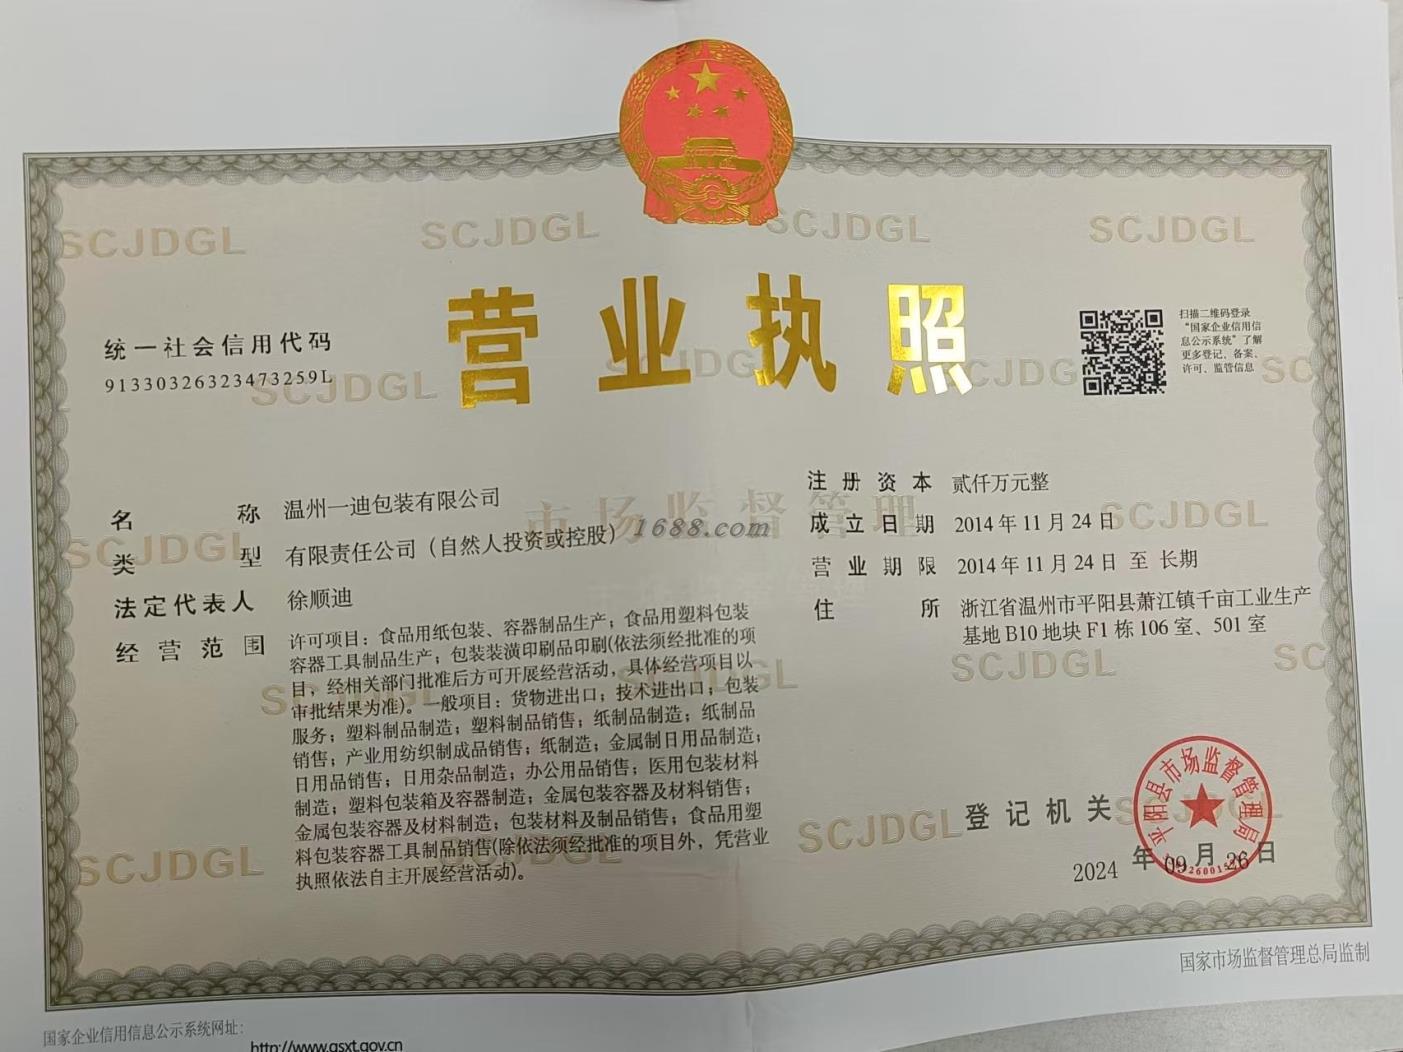 营业执照
统一社会信用代码
91330326323473259L
扫描二维码登录
“国家企业信用信
息公示系统”了解
更多登记、备案、
许可、监管信息
名 称 温州一迪包装有限公司
类 型 有限责任公司（自然人投资或控股）
法定代表人 徐顺迪
经营范围 许可项目：食品用纸包装、容器制品生产；食品用塑料包装
容器工具制品生产；包装装潢印刷品印刷(依法须经批准的项
目，经相关部门批准后方可开展经营活动，具体经营项目以
审批结果为准)。一般项目：货物进出口；技术进出口；包装
服务；塑料制品制造；塑料制品销售；纸制品制造；纸制品
销售；产业用纺织制成品销售；纸制造；金属制日用品制造；
日用品销售；日用杂品制造；办公用品销售；医用包装材料
制造；塑料包装箱及容器制造；金属包装容器及材料销售；
金属包装容器及材料制造；包装材料及制品销售；食品用塑
料包装容器工具制品销售(除依法须经批准的项目外，凭营业
执照依法自主开展经营活动)。
注册资本 贰仟万元整
成立日期 2014年11月24日
营业期限 2014年11月24日 至 长期
住 所 浙江省温州市平阳县萧江镇千亩工业生产
基地B10地块F1栋106室、501室
1688.com
市场监督管理
SCJDGL
SCJDGL
SCJDGL
SCJDGL
SCJDGL
SCJDGL
SCJDGL
SCJDGL
SCJDGL
SCJDGL
登记机关
平阳县市场监督管理局
2024 年 09 月 26 日
国家市场监督管理总局监制
国家企业信用信息公示系统网址：
http://www.gsxt.gov.cn